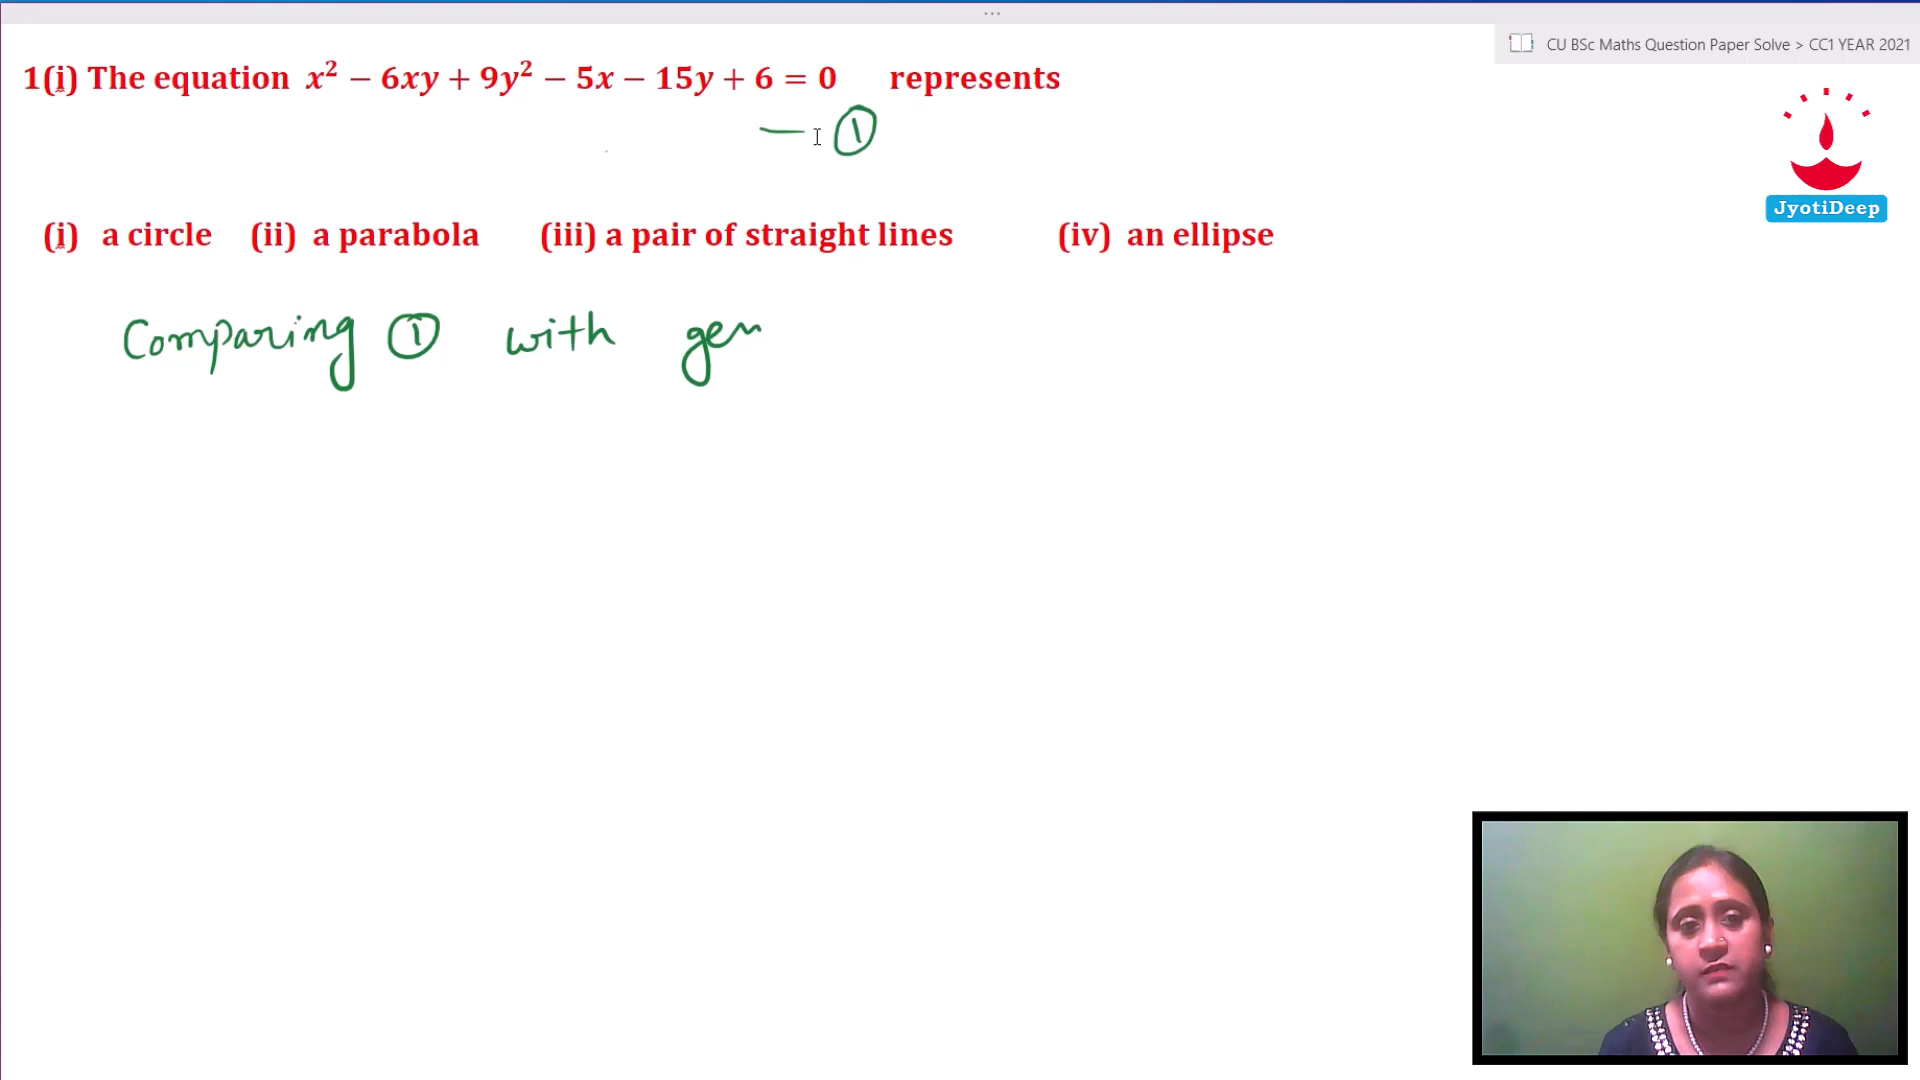 ...
CU BSc Maths Question Paper Solve > CC1 YEAR 2021
1(i) The equation x² − 6xy + 9y² − 5x − 15y + 6 = 0 represents
— ①
JyotiDeep
(i) a circle (ii) a parabola (iii) a pair of straight lines (iv) an ellipse
Comparing ① with gen